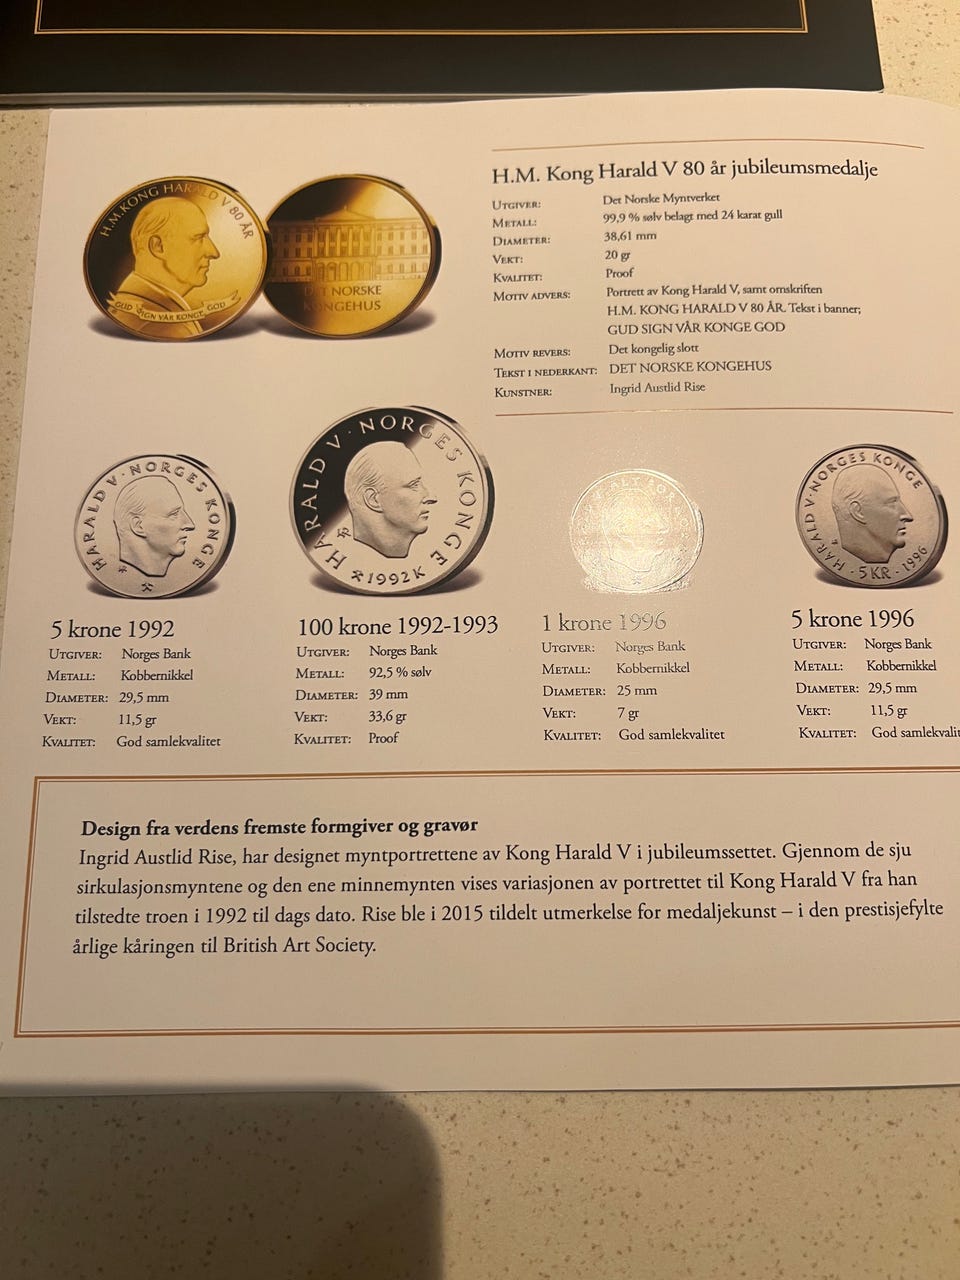 H.M.KONG HARALD V 80 ÅR
GUD SIGN VÅR KONGE GOD
DET NORSKE
KONGEHUS
H.M. Kong Harald V 80 år jubileumsmedalje
UTGIVER: Det Norske Myntverket
METALL: 99,9 % sølv belagt med 24 karat gull
DIAMETER: 38,61 mm
VEKT: 20 gr
KVALITET: Proof
MOTIV ADVERS: Portrett av Kong Harald V, samt omskriften
H.M. KONG HARALD V 80 ÅR. Tekst i banner;
GUD SIGN VÅR KONGE GOD
MOTIV REVERS: Det kongelig slott
TEKST I NEDERKANT: DET NORSKE KONGEHUS
KUNSTNER: Ingrid Austlid Rise
HARALD V · NORGES KONGE
HARALD V · NORGES KONGE
1992 K
ALT FOR
HARALD V · NORGES KONGE
· 5 KR · 1996
5 krone 1992
UTGIVER: Norges Bank
METALL: Kobbernikkel
DIAMETER: 29,5 mm
VEKT: 11,5 gr
KVALITET: God samlekvalitet
100 krone 1992-1993
UTGIVER: Norges Bank
METALL: 92,5 % sølv
DIAMETER: 39 mm
VEKT: 33,6 gr
KVALITET: Proof
1 krone 1996
UTGIVER: Norges Bank
METALL: Kobbernikkel
DIAMETER: 25 mm
VEKT: 7 gr
KVALITET: God samlekvalitet
5 krone 1996
UTGIVER: Norges Bank
METALL: Kobbernikkel
DIAMETER: 29,5 mm
VEKT: 11,5 gr
KVALITET: God samlekvalit
Design fra verdens fremste formgiver og gravør
Ingrid Austlid Rise, har designet myntportrettene av Kong Harald V i jubileumssettet. Gjennom de sju
sirkulasjonsmyntene og den ene minnemynten vises variasjonen av portrettet til Kong Harald V fra han
tilstedte troen i 1992 til dags dato. Rise ble i 2015 tildelt utmerkelse for medaljekunst – i den prestisjefylte
årlige kåringen til British Art Society.